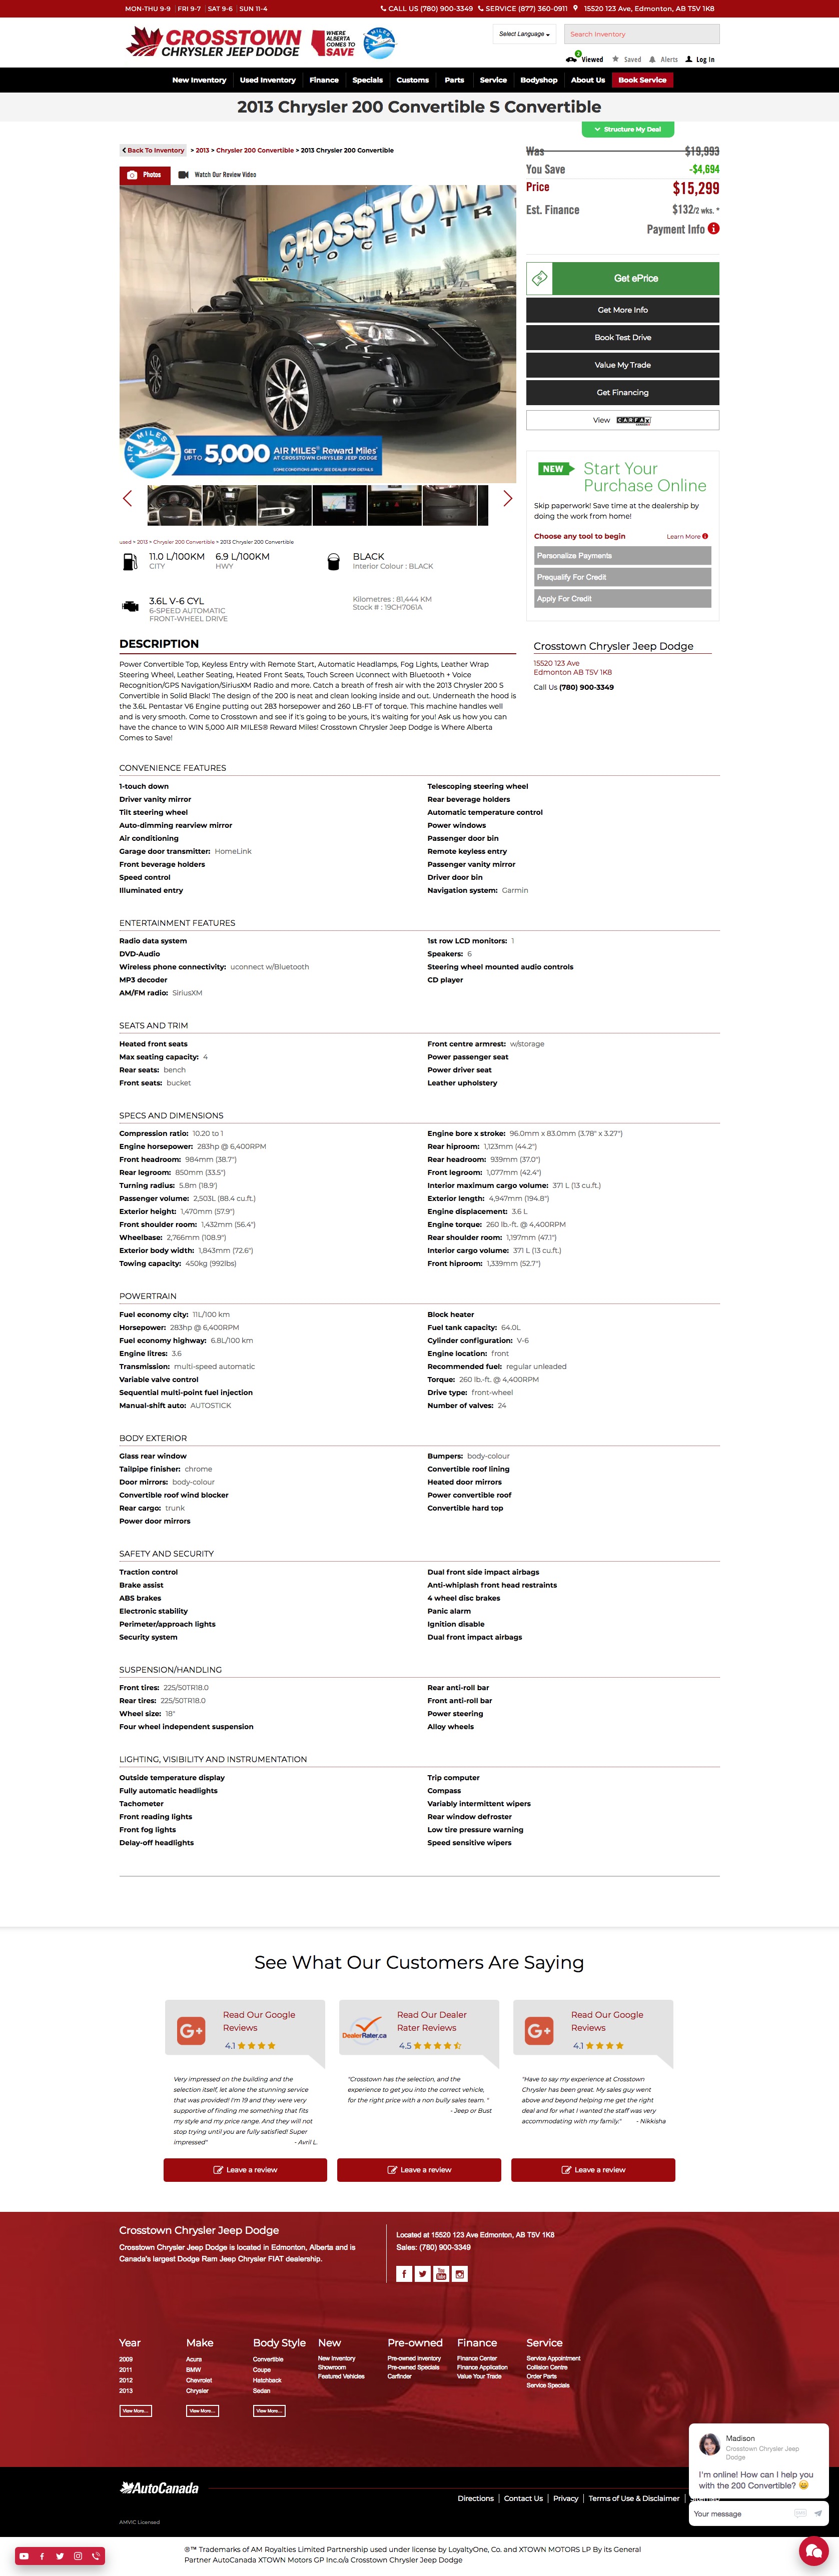 MON-THU 9-9 FRI 9-7 SAT 9-6 SUN 11-4
CALL US (780) 900-3349 SERVICE (877) 360-0911 15520 123 Ave, Edmonton, AB T5V 1K8
CROSSTOWN
CHRYSLER JEEP DODGE
WHERE
ALBERTA
COMES TO
SAVE
Select Language
Search Inventory
2 Viewed Saved Alerts Log In
New Inventory Used Inventory Finance Specials Customs Parts Service Bodyshop About Us Book Service
2013 Chrysler 200 Convertible S Convertible
Structure My Deal
Back To Inventory > 2013 > Chrysler 200 Convertible > 2013 Chrysler 200 Convertible
Photos Watch Our Review Video
Was $19,993
You Save -$4,694
Price $15,299
Est. Finance $132/2 wks. *
Payment Info
CROSSTOWN
AUTO CENTR
AIR MILES
GET UP TO 5,000 AIR MILES® Reward Miles*
AT CROSSTOWN CHRYSLER JEEP DODGE
SOME CONDITIONS APPLY. SEE DEALER FOR DETAILS
Get ePrice
Get More Info
Book Test Drive
Value My Trade
Get Financing
View CARFAX
NEW Start Your
Purchase Online
Skip paperwork! Save time at the dealership by
doing the work from home!
Choose any tool to begin Learn More
Personalize Payments
Prequalify For Credit
Apply For Credit
used > 2013 > Chrysler 200 Convertible > 2013 Chrysler 200 Convertible
11.0 L/100KM 6.9 L/100KM BLACK
CITY HWY Interior Colour : BLACK
3.6L V-6 CYL Kilometres : 81,444 KM
6-SPEED AUTOMATIC Stock # : 19CH7061A
FRONT-WHEEL DRIVE
DESCRIPTION
Power Convertible Top, Keyless Entry with Remote Start, Automatic Headlamps, Fog Lights, Leather Wrap
Steering Wheel, Leather Seating, Heated Front Seats, Touch Screen Uconnect with Bluetooth + Voice
Recognition/GPS Navigation/SiriusXM Radio and more. Catch a breath of fresh air with the 2013 Chrysler 200 S
Convertible in Solid Black! The design of the 200 is neat and clean looking inside and out. Underneath the hood is
the 3.6L Pentastar V6 Engine putting out 283 horsepower and 260 LB-FT of torque. This machine handles well
and is very smooth. Come to Crosstown and see if it's going to be yours, it's waiting for you! Ask us how you can
have the chance to WIN 5,000 AIR MILES® Reward Miles! Crosstown Chrysler Jeep Dodge is Where Alberta
Comes to Save!
Crosstown Chrysler Jeep Dodge
15520 123 Ave
Edmonton AB T5V 1K8
Call Us (780) 900-3349
CONVENIENCE FEATURES
1-touch down Telescoping steering wheel
Driver vanity mirror Rear beverage holders
Tilt steering wheel Automatic temperature control
Auto-dimming rearview mirror Power windows
Air conditioning Passenger door bin
Garage door transmitter: HomeLink Remote keyless entry
Front beverage holders Passenger vanity mirror
Speed control Driver door bin
Illuminated entry Navigation system: Garmin
ENTERTAINMENT FEATURES
Radio data system 1st row LCD monitors: 1
DVD-Audio Speakers: 6
Wireless phone connectivity: uconnect w/Bluetooth Steering wheel mounted audio controls
MP3 decoder CD player
AM/FM radio: SiriusXM
SEATS AND TRIM
Heated front seats Front centre armrest: w/storage
Max seating capacity: 4 Power passenger seat
Rear seats: bench Power driver seat
Front seats: bucket Leather upholstery
SPECS AND DIMENSIONS
Compression ratio: 10.20 to 1 Engine bore x stroke: 96.0mm x 83.0mm (3.78" x 3.27")
Engine horsepower: 283hp @ 6,400RPM Rear hiproom: 1,123mm (44.2")
Front headroom: 984mm (38.7") Rear headroom: 939mm (37.0")
Rear legroom: 850mm (33.5") Front legroom: 1,077mm (42.4")
Turning radius: 5.8m (18.9') Interior maximum cargo volume: 371 L (13 cu.ft.)
Passenger volume: 2,503L (88.4 cu.ft.) Exterior length: 4,947mm (194.8")
Exterior height: 1,470mm (57.9") Engine displacement: 3.6 L
Front shoulder room: 1,432mm (56.4") Engine torque: 260 lb.-ft. @ 4,400RPM
Wheelbase: 2,766mm (108.9") Rear shoulder room: 1,197mm (47.1")
Exterior body width: 1,843mm (72.6") Interior cargo volume: 371 L (13 cu.ft.)
Towing capacity: 450kg (992lbs) Front hiproom: 1,339mm (52.7")
POWERTRAIN
Fuel economy city: 11L/100 km Block heater
Horsepower: 283hp @ 6,400RPM Fuel tank capacity: 64.0L
Fuel economy highway: 6.8L/100 km Cylinder configuration: V-6
Engine litres: 3.6 Engine location: front
Transmission: multi-speed automatic Recommended fuel: regular unleaded
Variable valve control Torque: 260 lb.-ft. @ 4,400RPM
Sequential multi-point fuel injection Drive type: front-wheel
Manual-shift auto: AUTOSTICK Number of valves: 24
BODY EXTERIOR
Glass rear window Bumpers: body-colour
Tailpipe finisher: chrome Convertible roof lining
Door mirrors: body-colour Heated door mirrors
Convertible roof wind blocker Power convertible roof
Rear cargo: trunk Convertible hard top
Power door mirrors
SAFETY AND SECURITY
Traction control Dual front side impact airbags
Brake assist Anti-whiplash front head restraints
ABS brakes 4 wheel disc brakes
Electronic stability Panic alarm
Perimeter/approach lights Ignition disable
Security system Dual front impact airbags
SUSPENSION/HANDLING
Front tires: 225/50TR18.0 Rear anti-roll bar
Rear tires: 225/50TR18.0 Front anti-roll bar
Wheel size: 18" Power steering
Four wheel independent suspension Alloy wheels
LIGHTING, VISIBILITY AND INSTRUMENTATION
Outside temperature display Trip computer
Fully automatic headlights Compass
Tachometer Variably intermittent wipers
Front reading lights Rear window defroster
Front fog lights Low tire pressure warning
Delay-off headlights Speed sensitive wipers
See What Our Customers Are Saying
G+ Read Our Google
Reviews
4.1
Very impressed on the building and the
selection itself, let alone the stunning service
that was provided! I'm 19 and they were very
supportive of finding me something that fits
my style and my price range. And they will not
stop trying until you are fully satisfied! Super
impressed" - Avril L.
Leave a review
DealerRater.ca Read Our Dealer
Rater Reviews
4.5
"Crosstown has the selection, and the
experience to get you into the correct vehicle,
for the right price with a non bully sales team. "
- Jeep or Bust
Leave a review
G+ Read Our Google
Reviews
4.1
"Have to say my experience at Crosstown
Chrysler has been great. My sales guy went
above and beyond helping me get the right
deal and for what I wanted the staff was very
accommodating with my family." - Nikkisha
Leave a review
Crosstown Chrysler Jeep Dodge
Crosstown Chrysler Jeep Dodge is located in Edmonton, Alberta and is
Canada's largest Dodge Ram Jeep Chrysler FIAT dealership.
Located at 15520 123 Ave Edmonton, AB T5V 1K8
Sales: (780) 900-3349
Year Make Body Style New Pre-owned Finance Service
2009 Acura Convertible New Inventory Pre-owned Inventory Finance Center Service Appointment
2011 BMW Coupe Showroom Pre-owned Specials Finance Application Collision Centre
2012 Chevrolet Hatchback Featured Vehicles Carfinder Value Your Trade Order Parts
2013 Chrysler Sedan Service Specials
View More... View More... View More...
AutoCanada
AMVIC Licensed
Directions Contact Us Privacy Terms of Use & Disclaimer
Madison
Crosstown Chrysler Jeep
Dodge
I'm online! How can I help you
with the 200 Convertible?
Your message
®™ Trademarks of AM Royalties Limited Partnership used under license by LoyaltyOne, Co. and XTOWN MOTORS LP By its General
Partner AutoCanada XTOWN Motors GP Inc.o/a Crosstown Chrysler Jeep Dodge